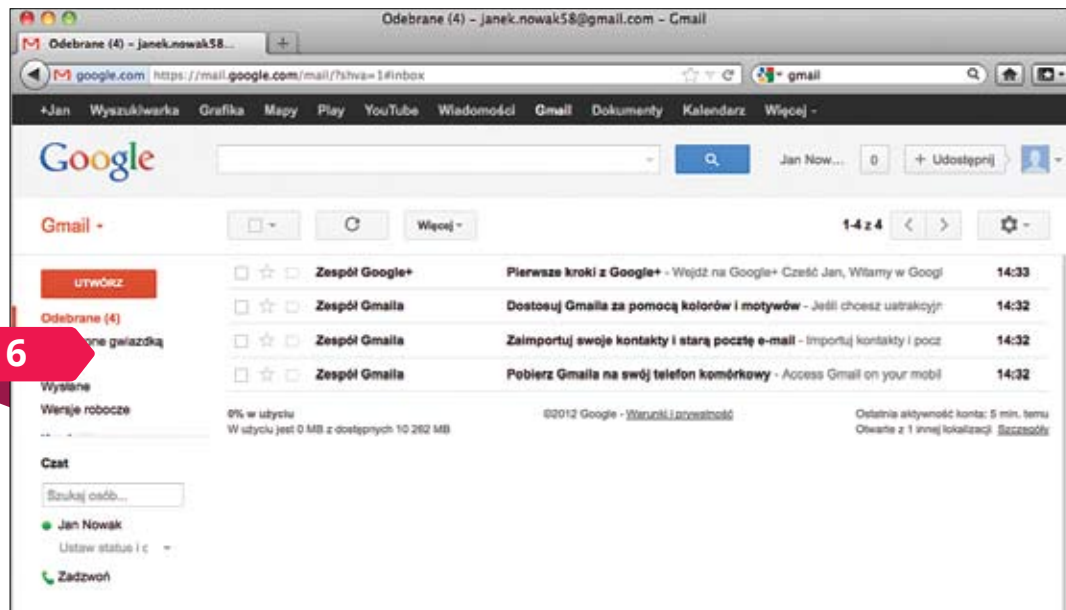 Odebrane (4) – janek.nowak58@gmail.com – Gmail
Odebrane (4) – janek.nowak58... +
google.com https://mail.google.com/mail/?shva=1#inbox gmail
+Jan Wyszukiwarka Grafika Mapy Play YouTube Wiadomości Gmail Dokumenty Kalendarz Więcej
Google Jan Now... 0 + Udostępnij
Gmail Więcej 1-4 z 4
UTWÓRZ
Zespół Google+ Pierwsze kroki z Google+ - Wejdź na Google+ Cześć Jan, Witamy w Googl 14:33
Zespół Gmaila Dostosuj Gmaila za pomocą kolorów i motywów - Jeśli chcesz uatrakcyjn 14:32
Odebrane (4)
one gwiazdką
Zespół Gmaila Zaimportuj swoje kontakty i starą pocztę e-mail - Importuj kontakty i pocz 14:32
6
Zespół Gmaila Pobierz Gmaila na swój telefon komórkowy - Access Gmail on your mobil 14:32
Wysłane
Wersje robocze
0% w użyciu ©2012 Google - Warunki i prywatność Ostatnia aktywność konta: 5 min. temu
W użyciu jest 0 MB z dostępnych 10 262 MB Otwarte z 1 innej lokalizacji Szczegóły
Czat
Szukaj osób...
Jan Nowak
Ustaw status i c
Zadzwoń